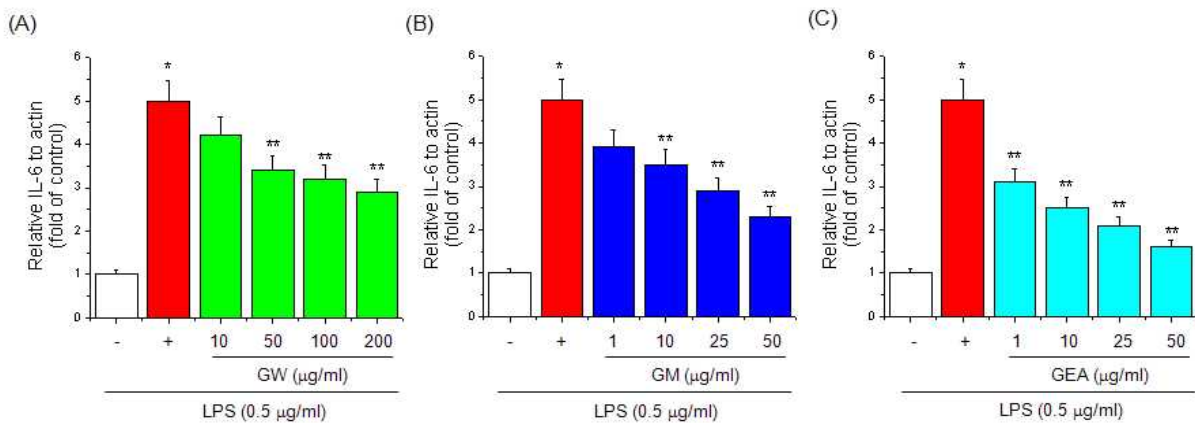 (A)
Relative IL-6 to actin
(fold of control)
6
5
4
3
2
1
0
*
**
**
**
- + 10 50 100 200
GW (μg/ml)
LPS (0.5 μg/ml)
(B)
Relative IL-6 to actin
(fold of control)
6
5
4
3
2
1
0
*
**
**
**
- + 1 10 25 50
GM (μg/ml)
LPS (0.5 μg/ml)
(C)
Relative IL-6 to actin
(fold of control)
6
5
4
3
2
1
0
*
**
**
**
**
- + 1 10 25 50
GEA (μg/ml)
LPS (0.5 μg/ml)